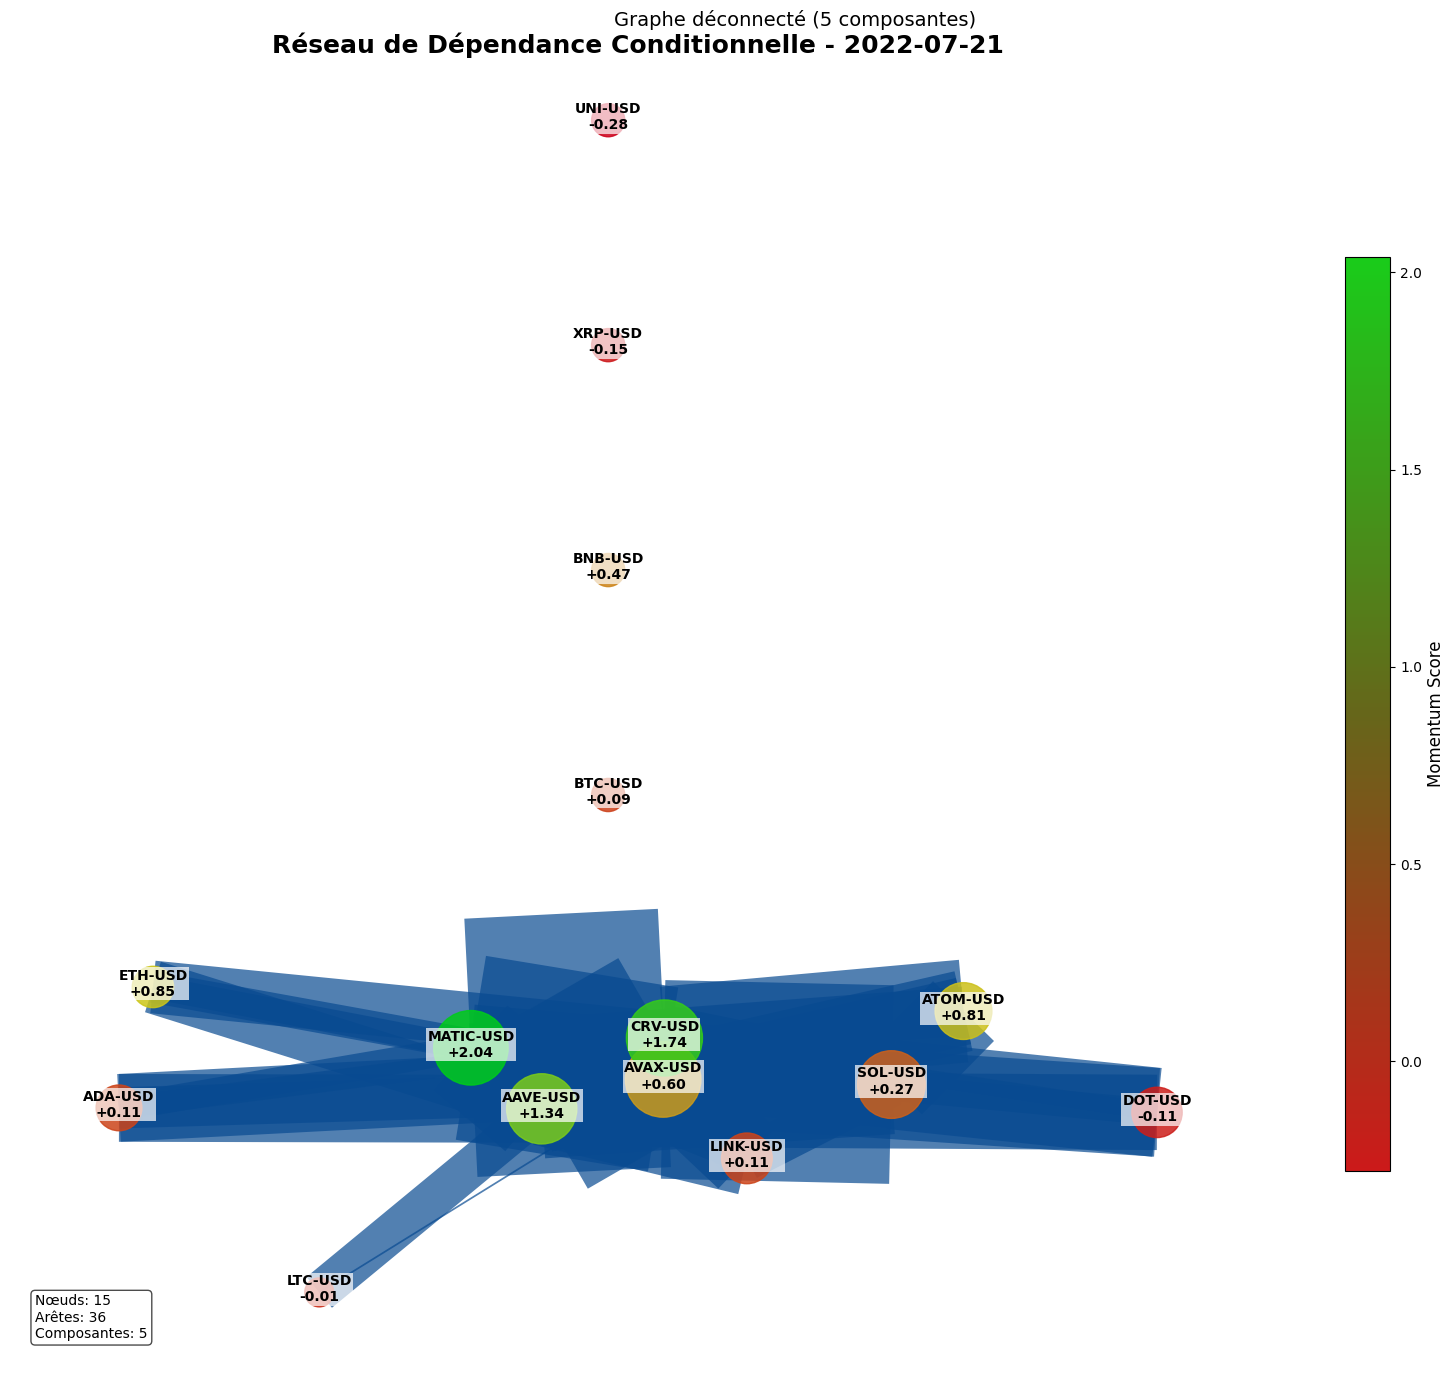 Graphe déconnecté (5 composantes)
Réseau de Dépendance Conditionnelle - 2022-07-21
UNI-USD
-0.28
XRP-USD
-0.15
BNB-USD
+0.47
BTC-USD
+0.09
ETH-USD
+0.85
ATOM-USD
+0.81
MATIC-USD
+2.04
CRV-USD
+1.74
AVAX-USD
+0.60
SOL-USD
+0.27
ADA-USD
+0.11
AAVE-USD
+1.34
DOT-USD
-0.11
LINK-USD
+0.11
LTC-USD
-0.01
Nœuds: 15
Arêtes: 36
Composantes: 5
2.0
1.5
1.0
0.5
0.0
Momentum Score